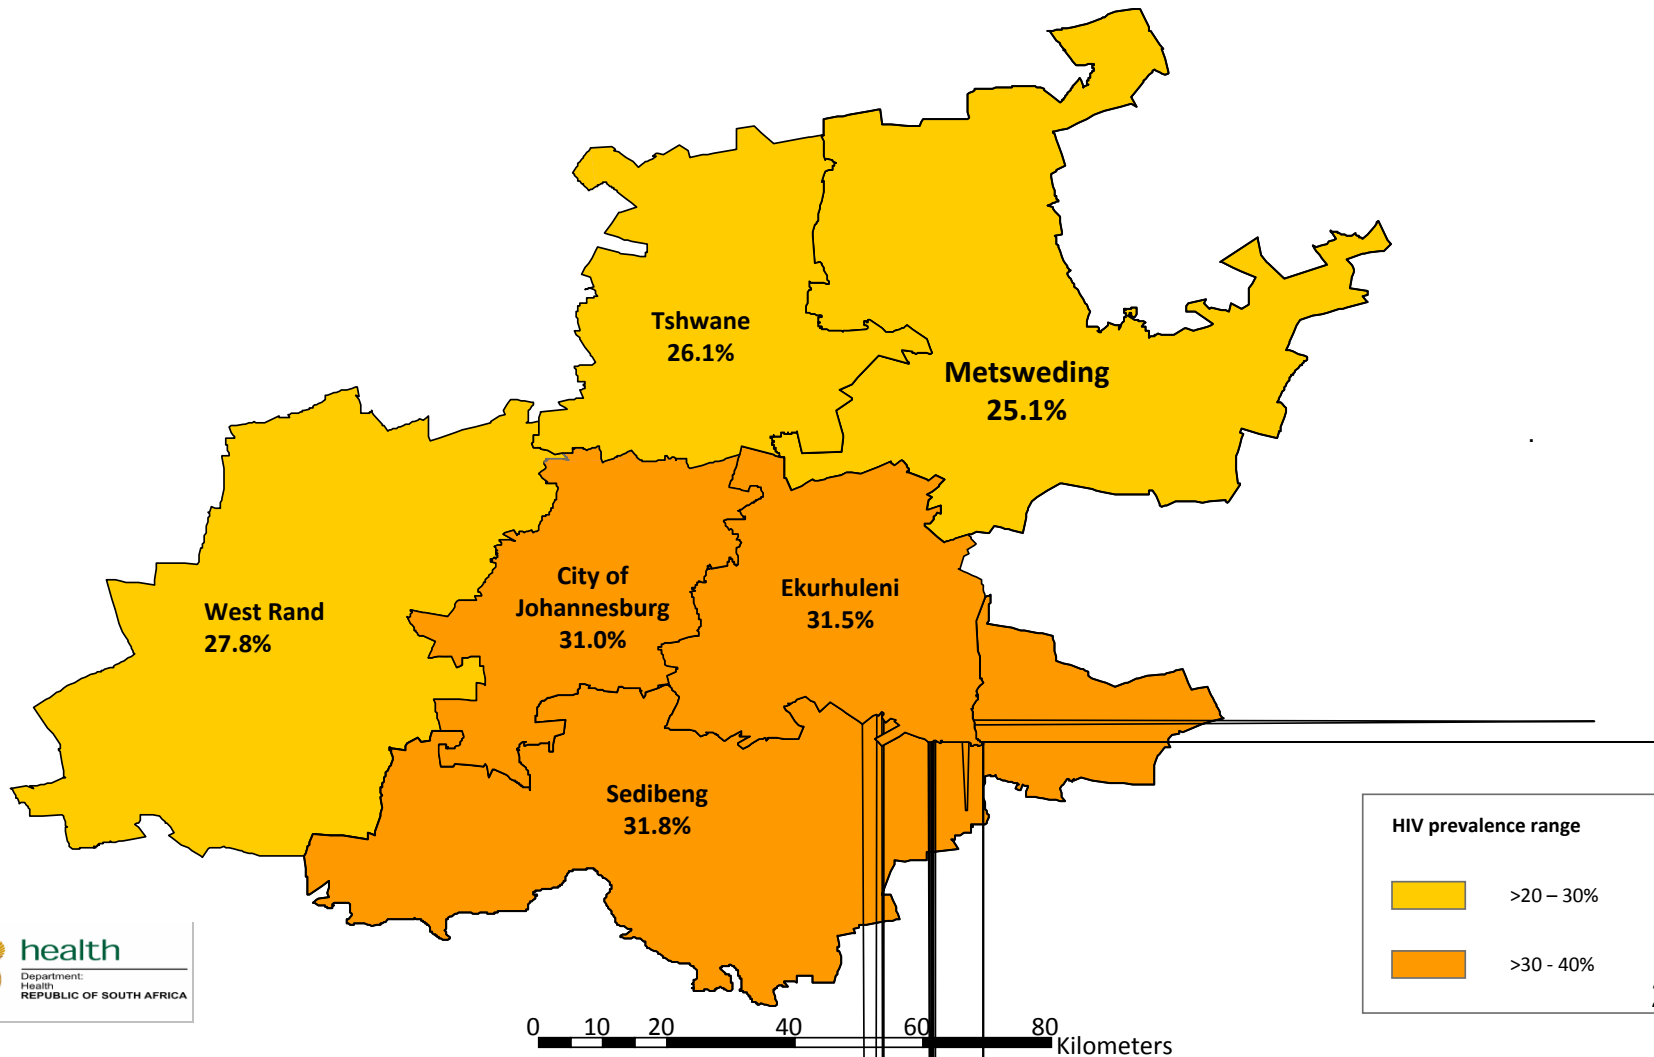 Tshwane
26.1%
Metsweding
25.1%
City of
Johannesburg
31.0%
Ekurhuleni
31.5%
West Rand
27.8%
Sedibeng
31.8%
HIV prevalence range
>20 – 30%
>30 - 40%
health
Department:
Health
REPUBLIC OF SOUTH AFRICA
0 10 20 40 60 80
Kilometers